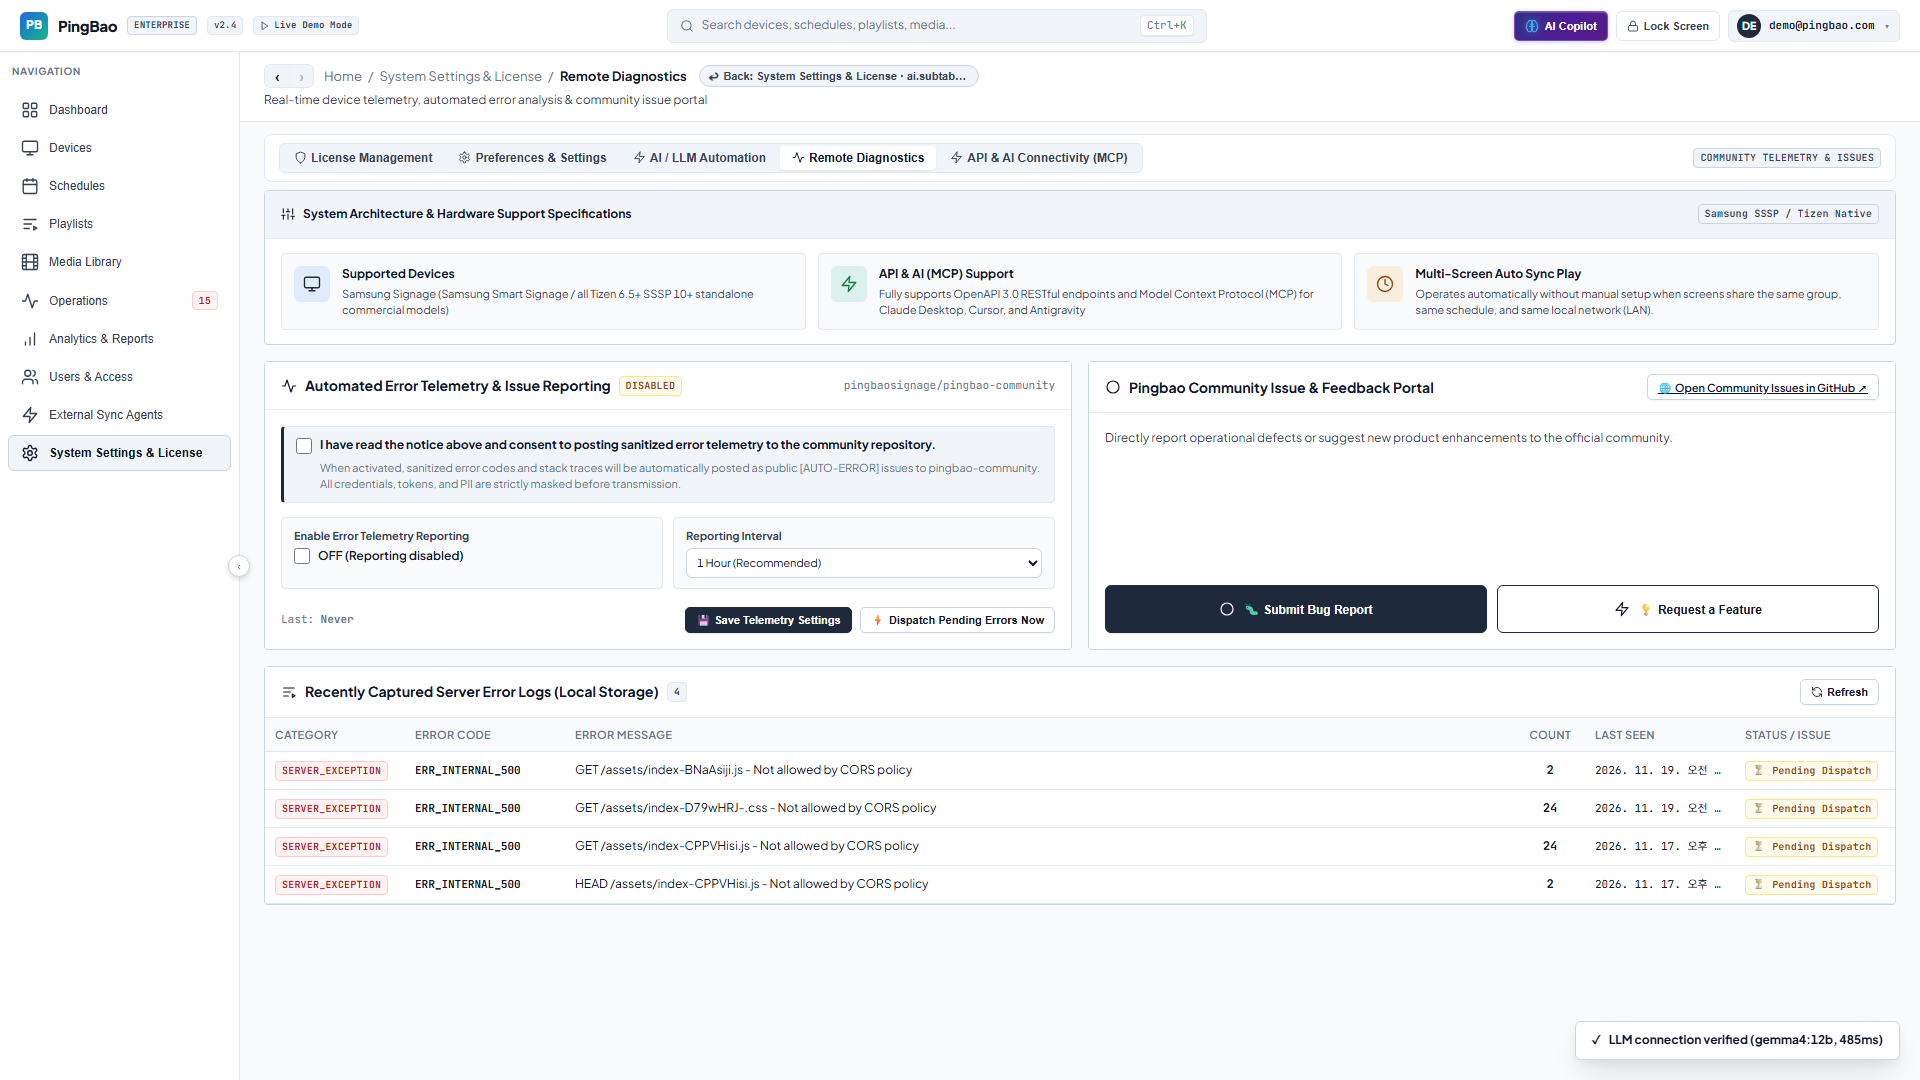 PB PingBao ENTERPRISE v2.4 Live Demo Mode
Search devices, schedules, playlists, media... Ctrl+K
AI Copilot Lock Screen DE demo@pingbao.com
NAVIGATION
Dashboard
Devices
Schedules
Playlists
Media Library
Operations 15
Analytics & Reports
Users & Access
External Sync Agents
System Settings & License
Home / System Settings & License / Remote Diagnostics Back: System Settings & License · ai.subtab...
Real-time device telemetry, automated error analysis & community issue portal
License Management Preferences & Settings AI / LLM Automation Remote Diagnostics API & AI Connectivity (MCP) COMMUNITY TELEMETRY & ISSUES
System Architecture & Hardware Support Specifications Samsung SSSP / Tizen Native
Supported Devices
Samsung Signage (Samsung Smart Signage / all Tizen 6.5+ SSSP 10+ standalone
commercial models)
API & AI (MCP) Support
Fully supports OpenAPI 3.0 RESTful endpoints and Model Context Protocol (MCP) for
Claude Desktop, Cursor, and Antigravity
Multi-Screen Auto Sync Play
Operates automatically without manual setup when screens share the same group,
same schedule, and same local network (LAN).
Automated Error Telemetry & Issue Reporting DISABLED pingbaosignage/pingbao-community
I have read the notice above and consent to posting sanitized error telemetry to the community repository.
When activated, sanitized error codes and stack traces will be automatically posted as public [AUTO-ERROR] issues to pingbao-community.
All credentials, tokens, and PII are strictly masked before transmission.
Enable Error Telemetry Reporting
OFF (Reporting disabled)
Reporting Interval
1 Hour (Recommended)
Last: Never
Save Telemetry Settings
Dispatch Pending Errors Now
Pingbao Community Issue & Feedback Portal
Open Community Issues in GitHub ↗
Directly report operational defects or suggest new product enhancements to the official community.
Submit Bug Report
Request a Feature
Recently Captured Server Error Logs (Local Storage) 4
Refresh
CATEGORY ERROR CODE ERROR MESSAGE COUNT LAST SEEN STATUS / ISSUE
SERVER_EXCEPTION ERR_INTERNAL_500 GET /assets/index-BNaAsiji.js - Not allowed by CORS policy 2 2026. 11. 19. 오전 … Pending Dispatch
SERVER_EXCEPTION ERR_INTERNAL_500 GET /assets/index-D79wHRJ-.css - Not allowed by CORS policy 24 2026. 11. 19. 오전 … Pending Dispatch
SERVER_EXCEPTION ERR_INTERNAL_500 GET /assets/index-CPPVHisi.js - Not allowed by CORS policy 24 2026. 11. 17. 오후 … Pending Dispatch
SERVER_EXCEPTION ERR_INTERNAL_500 HEAD /assets/index-CPPVHisi.js - Not allowed by CORS policy 2 2026. 11. 17. 오후 … Pending Dispatch
✓ LLM connection verified (gemma4:12b, 485ms)